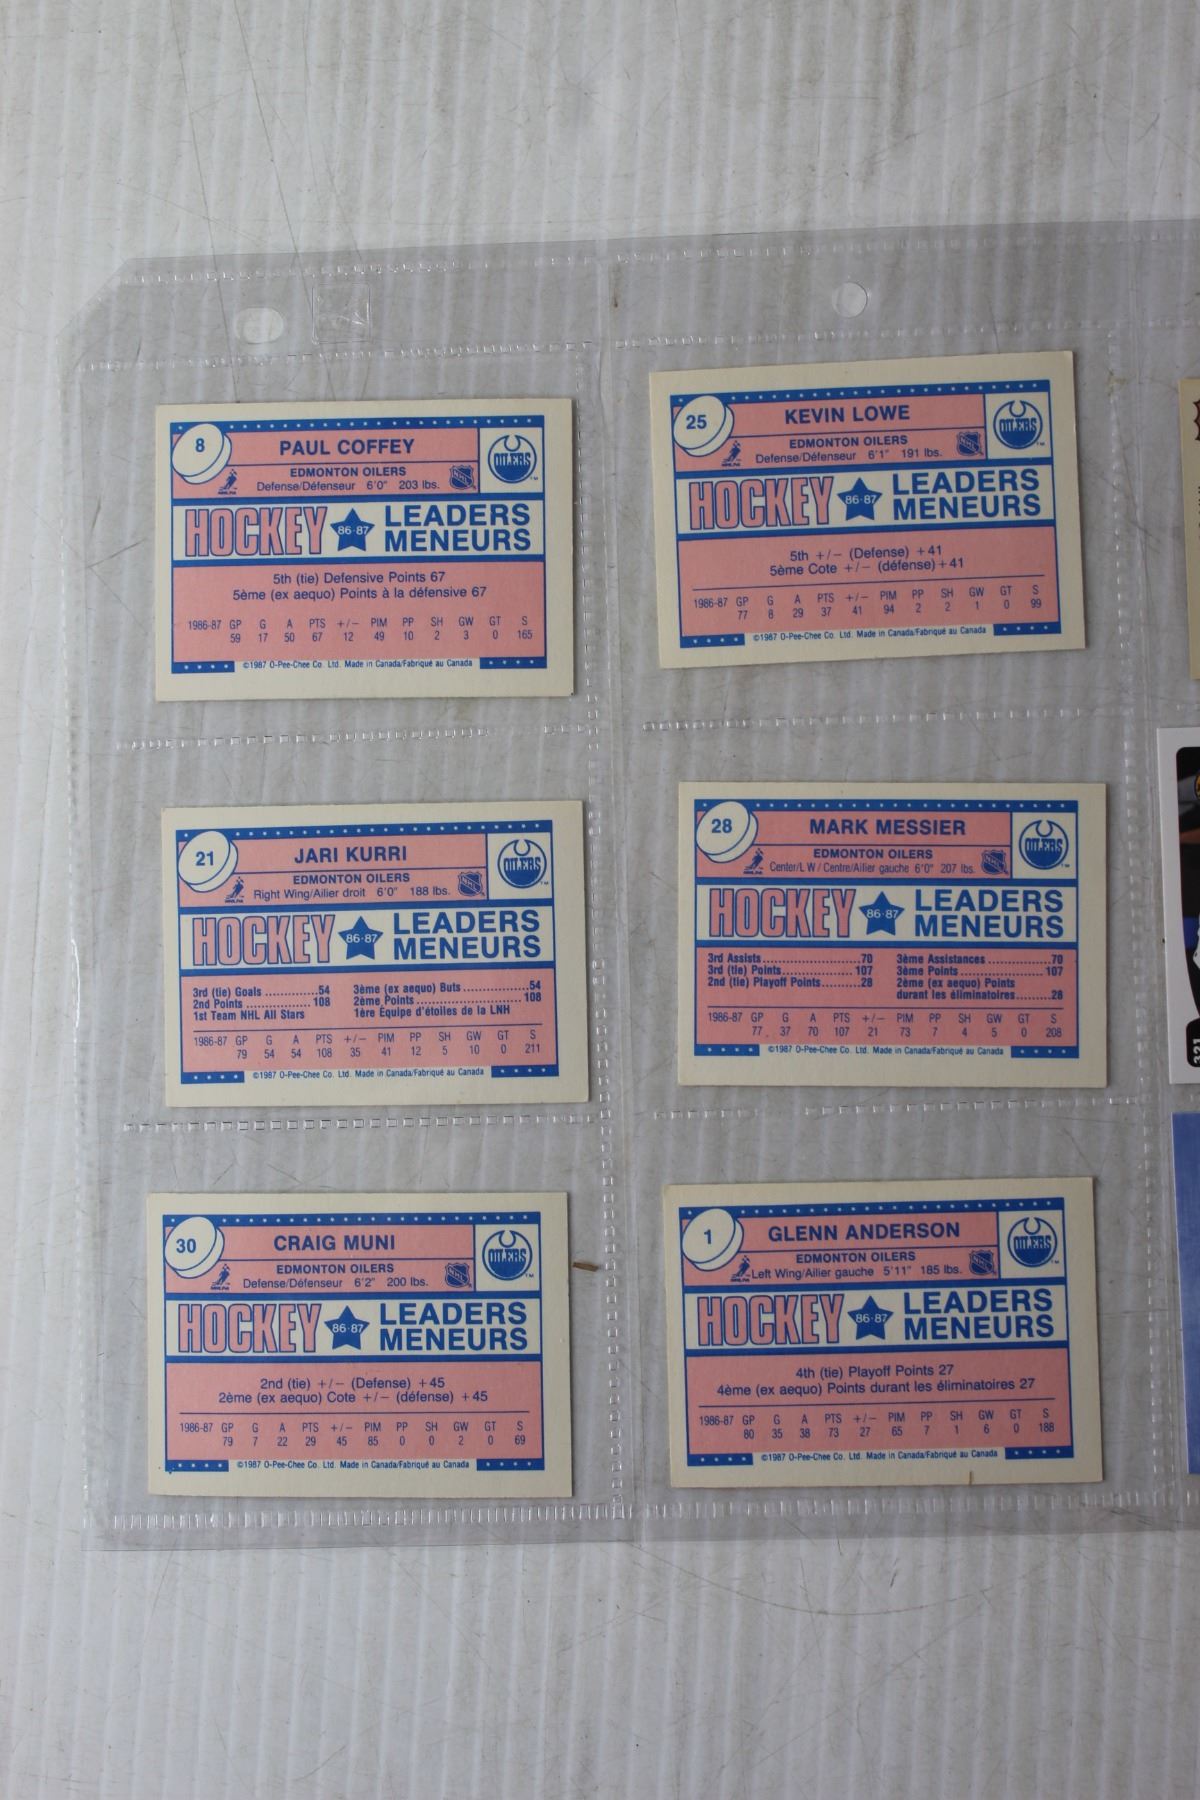 8
PAUL COFFEY
EDMONTON OILERS
Defense/Défenseur 6'0" 203 lbs.
NHLPA
NHL
OILERS
TM
HOCKEY
86-87
LEADERS
MENEURS
5th (tie) Defensive Points 67
5ème (ex aequo) Points à la défensive 67
1986-87 GP G A PTS +/− PIM PP SH GW GT S
59 17 50 67 12 49 10 2 3 0 165
©1987 O-Pee-Chee Co. Ltd. Made in Canada/Fabriqué au Canada
25
KEVIN LOWE
EDMONTON OILERS
Defense/Défenseur 6'1" 191 lbs.
NHLPA
NHL
OILERS
TM
HOCKEY
86-87
LEADERS
MENEURS
5th +/− (Defense) +41
5ème Cote +/− (défense) +41
1986-87 GP G A PTS +/− PIM PP SH GW GT S
77 8 29 37 41 94 2 2 1 0 99
©1987 O-Pee-Chee Co. Ltd. Made in Canada/Fabriqué au Canada
21
JARI KURRI
EDMONTON OILERS
Right Wing/Ailier droit 6'0" 188 lbs.
NHLPA
NHL
OILERS
TM
HOCKEY
86-87
LEADERS
MENEURS
3rd (tie) Goals ..........54 3ème (ex aequo) Buts ............54
2nd Points ............ 108 2ème Points ..................... 108
1st Team NHL All Stars 1ère Équipe d'étoiles de la LNH
1986-87 GP G A PTS +/− PIM PP SH GW GT S
79 54 54 108 35 41 12 5 10 0 211
©1987 O-Pee-Chee Co. Ltd. Made in Canada/Fabriqué au Canada
28
MARK MESSIER
EDMONTON OILERS
Center/L W / Centre/Ailier gauche 6'0" 207 lbs.
NHLPA
NHL
OILERS
TM
HOCKEY
86-87
LEADERS
MENEURS
3rd Assists ..................70 3ème Assistances ............70
3rd (tie) Points ............ 107 3ème Points ................ 107
2nd (tie) Playoff Points .........28 2ème (ex aequo) Points
durant les éliminatoires .........28
1986-87 GP G A PTS +/− PIM PP SH GW GT S
77 37 70 107 21 73 7 4 5 0 208
©1987 O-Pee-Chee Co. Ltd. Made in Canada/Fabriqué au Canada
321
30
CRAIG MUNI
EDMONTON OILERS
Defense/Défenseur 6'2" 200 lbs.
NHLPA
NHL
OILERS
TM
HOCKEY
86-87
LEADERS
MENEURS
2nd (tie) +/− (Defense) +45
2ème (ex aequo) Cote +/− (défense) +45
1986-87 GP G A PTS +/− PIM PP SH GW GT S
79 7 22 29 45 85 0 0 2 0 69
©1987 O-Pee-Chee Co. Ltd. Made in Canada/Fabriqué au Canada
1
GLENN ANDERSON
EDMONTON OILERS
Left Wing/Ailier gauche 5'11" 185 lbs.
NHLPA
NHL
OILERS
TM
HOCKEY
86-87
LEADERS
MENEURS
4th (tie) Playoff Points 27
4ème (ex aequo) Points durant les éliminatoires 27
1986-87 GP G A PTS +/− PIM PP SH GW GT S
80 35 38 73 27 65 7 1 6 0 188
©1987 O-Pee-Chee Co. Ltd. Made in Canada/Fabriqué au Canada